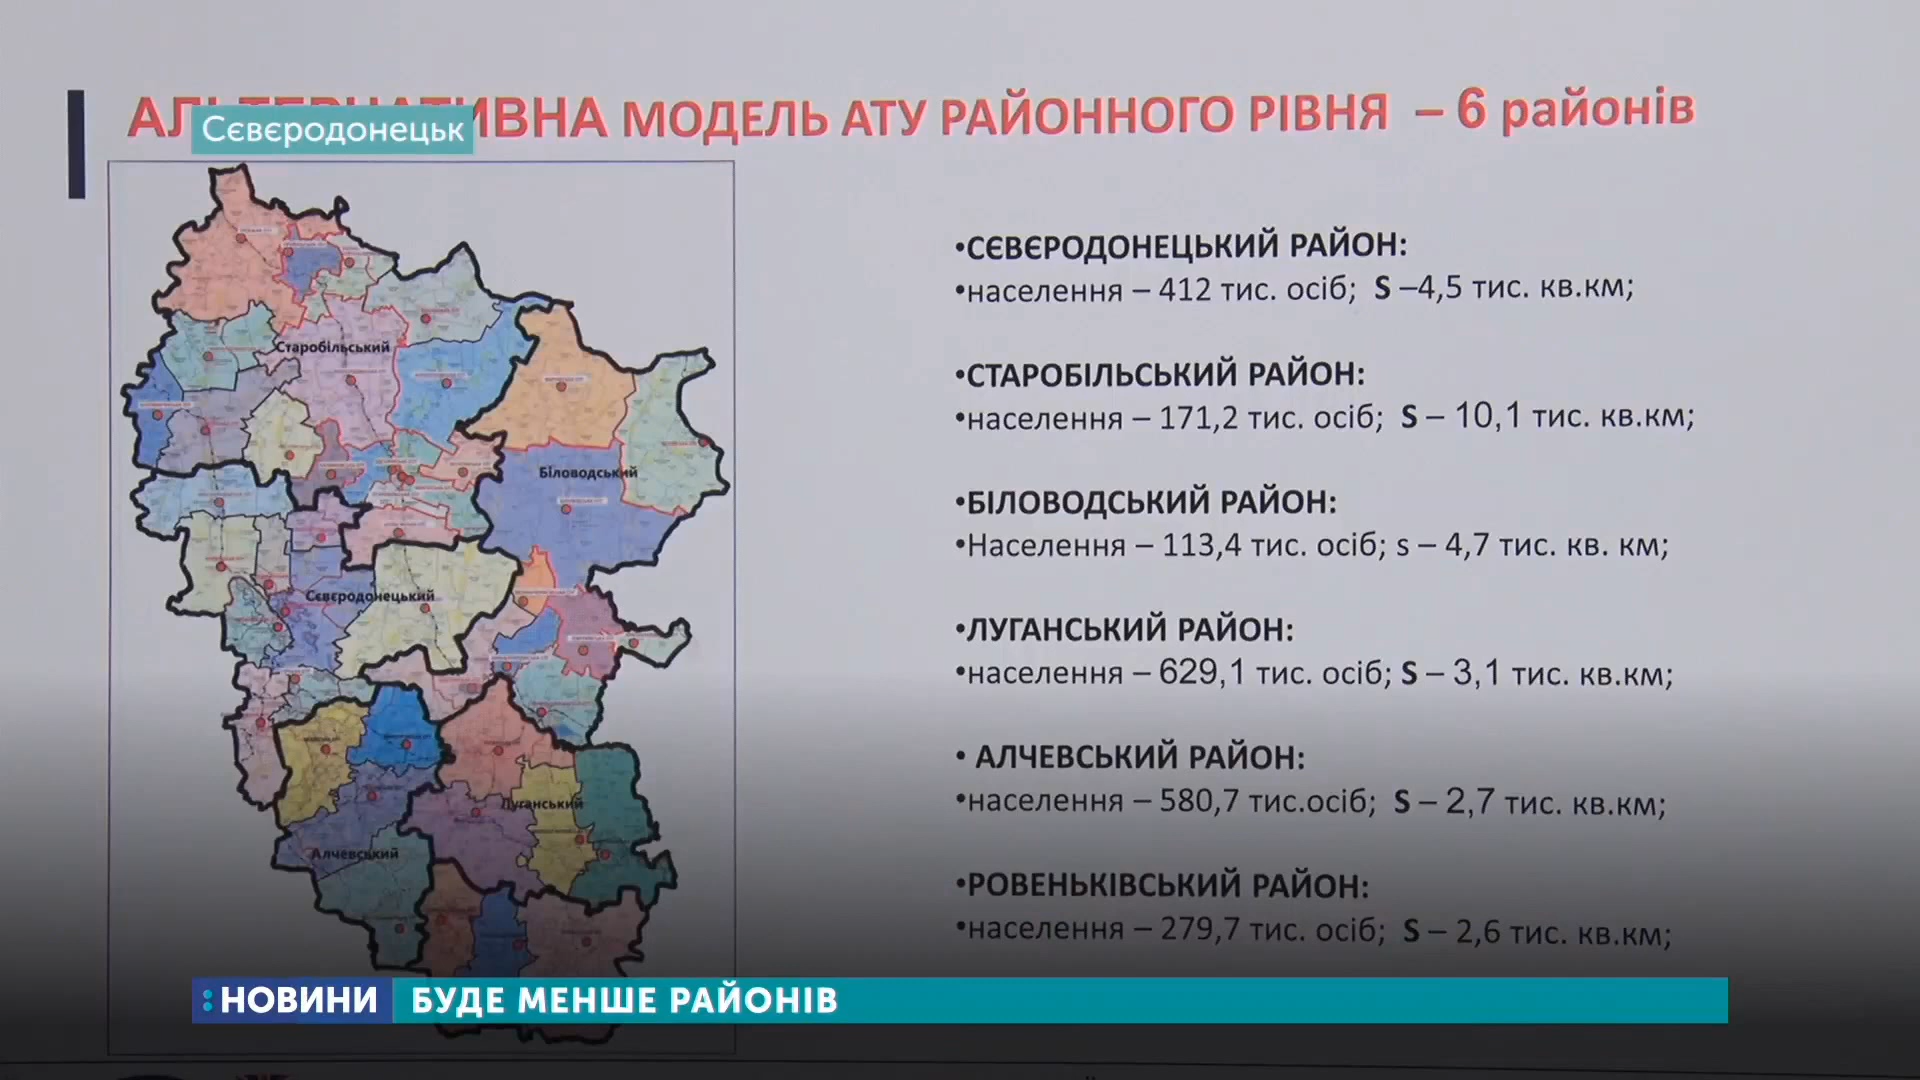 АЛЬТЕРНАТИВНА МОДЕЛЬ АТУ РАЙОННОГО РІВНЯ – 6 районів
Сєвєродонецьк
•СЄВЄРОДОНЕЦЬКИЙ РАЙОН:
•населення – 412 тис. осіб; S –4,5 тис. кв.км;
•СТАРОБІЛЬСЬКИЙ РАЙОН:
•населення – 171,2 тис. осіб; S – 10,1 тис. кв.км;
•БІЛОВОДСЬКИЙ РАЙОН:
•Населення – 113,4 тис. осіб; s – 4,7 тис. кв. км;
•ЛУГАНСЬКИЙ РАЙОН:
•населення – 629,1 тис. осіб; S – 3,1 тис. кв.км;
• АЛЧЕВСЬКИЙ РАЙОН:
•населення – 580,7 тис.осіб; S – 2,7 тис. кв.км;
•РОВЕНЬКІВСЬКИЙ РАЙОН:
•населення – 279,7 тис. осіб; S – 2,6 тис. кв.км;
Старобільський
Біловодський
Сєвєродонецький
Луганський
Алчевський
НОВИНИ БУДЕ МЕНШЕ РАЙОНІВ